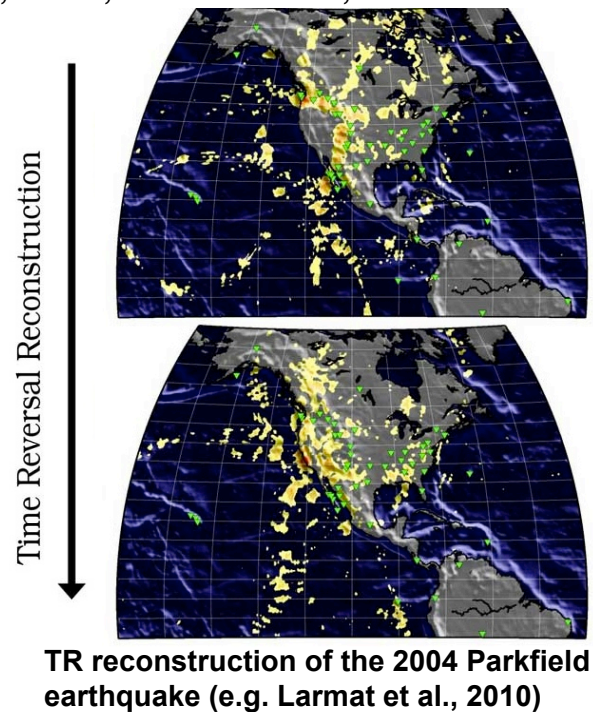 Time Reversal Reconstruction
TR reconstruction of the 2004 Parkfield
earthquake (e.g. Larmat et al., 2010)